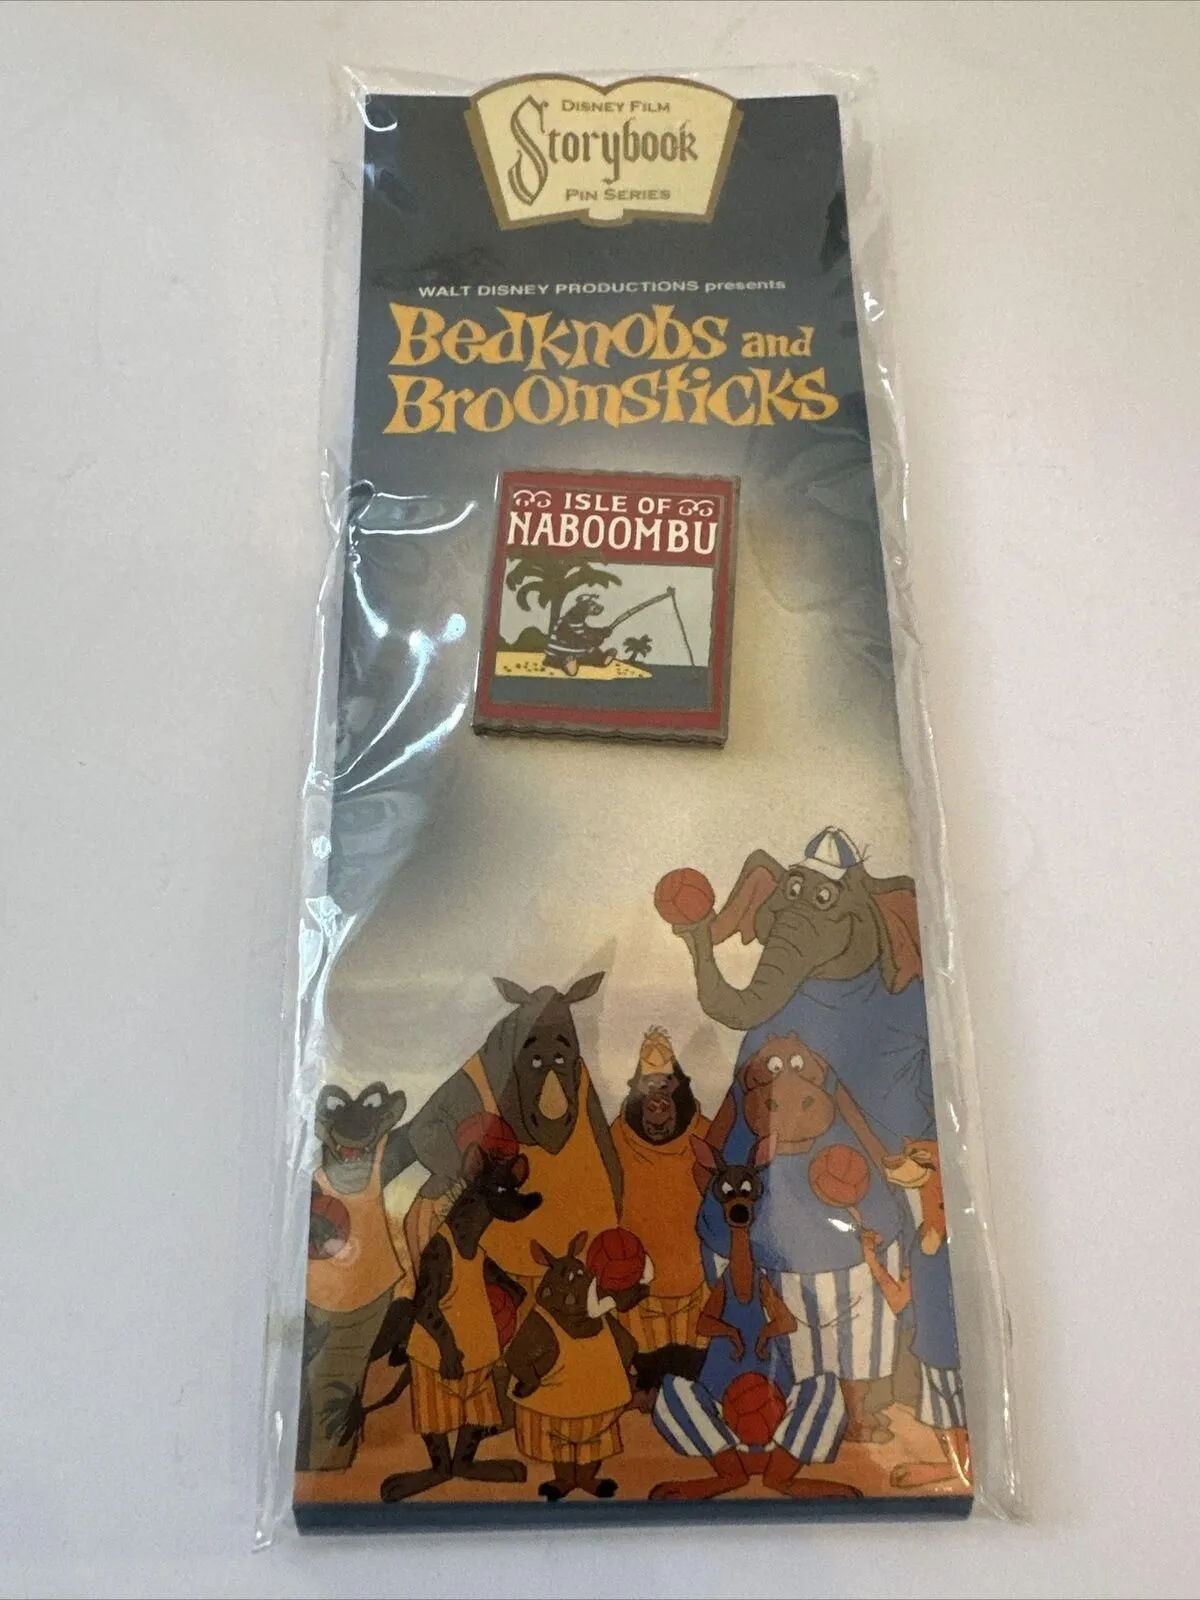 DISNEY FILM
Storybook
PIN SERIES
WALT DISNEY PRODUCTIONS presents
Bedknobs and
Broomsticks
ISLE OF
NABOOMBU